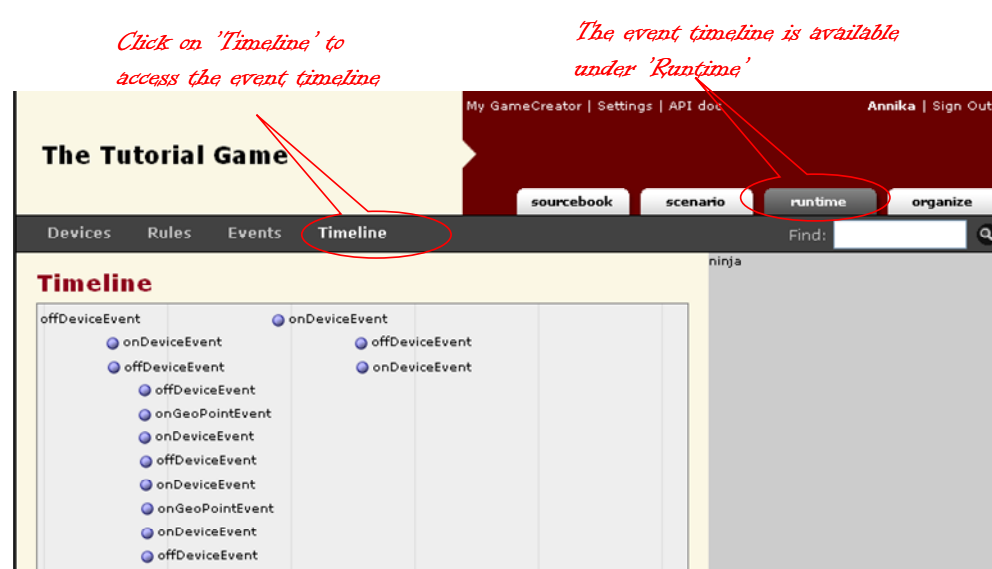 Click on 'Timeline' to
access the event timeline
The event timeline is available
under 'Runtime'
My GameCreator | Settings | API doc
Annika | Sign Out
The Tutorial Game
sourcebook scenario runtime organize
Devices Rules Events Timeline
Find:
ninja
Timeline
offDeviceEvent onDeviceEvent
onDeviceEvent offDeviceEvent
offDeviceEvent onDeviceEvent
offDeviceEvent
onGeoPointEvent
onDeviceEvent
offDeviceEvent
onDeviceEvent
onGeoPointEvent
onDeviceEvent
offDeviceEvent